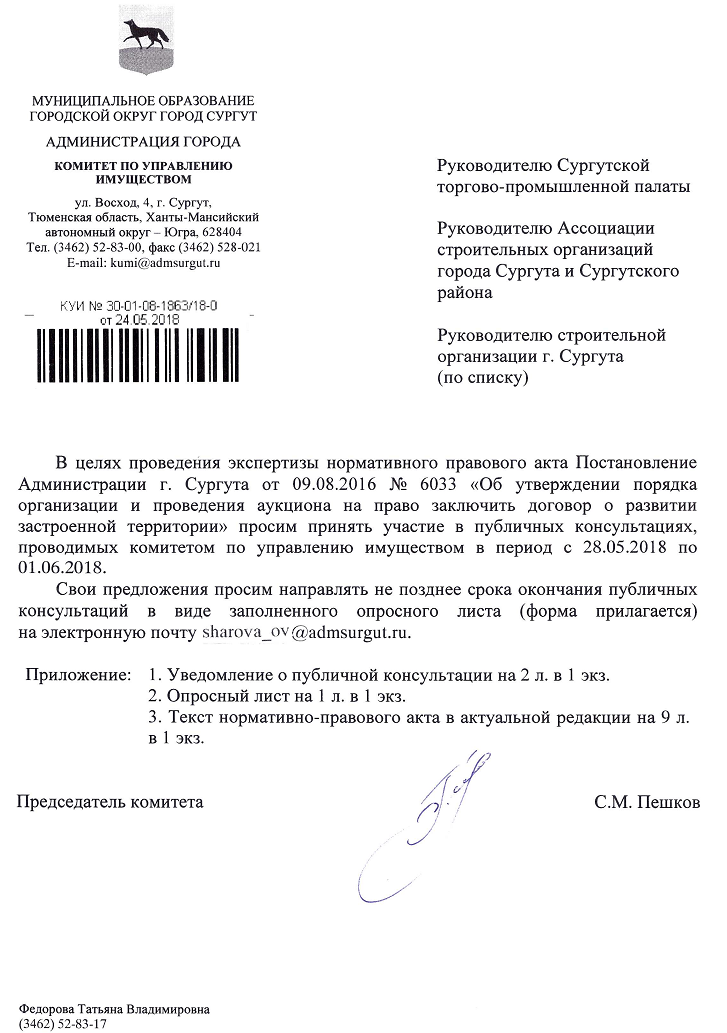 МУНИЦИПАЛЬНОЕ ОБРАЗОВАНИЕ
ГОРОДСКОЙ ОКРУГ ГОРОД СУРГУТ
АДМИНИСТРАЦИЯ ГОРОДА
КОМИТЕТ ПО УПРАВЛЕНИЮ
ИМУЩЕСТВОМ
ул. Восход, 4, г. Сургут,
Тюменская область, Ханты-Мансийский
автономный округ – Югра, 628404
Тел. (3462) 52-83-00, факс (3462) 528-021
E-mail: kumi@admsurgut.ru
КУИ № 30-01-08-1863/18-0
от 24.05.2018
Руководителю Сургутской
торгово-промышленной палаты
Руководителю Ассоциации
строительных организаций
города Сургута и Сургутского
района
Руководителю строительной
организации г. Сургута
(по списку)
В целях проведения экспертизы нормативного правового акта Постановление
Администрации г. Сургута от 09.08.2016 № 6033 «Об утверждении порядка
организации и проведения аукциона на право заключить договор о развитии
застроенной территории» просим принять участие в публичных консультациях,
проводимых комитетом по управлению имуществом в период с 28.05.2018 по
01.06.2018.
Свои предложения просим направлять не позднее срока окончания публичных
консультаций в виде заполненного опросного листа (форма прилагается)
на электронную почту sharova_ov@admsurgut.ru.
Приложение: 1. Уведомление о публичной консультации на 2 л. в 1 экз.
2. Опросный лист на 1 л. в 1 экз.
3. Текст нормативно-правового акта в актуальной редакции на 9 л.
в 1 экз.
Председатель комитета С.М. Пешков
Федорова Татьяна Владимировна
(3462) 52-83-17